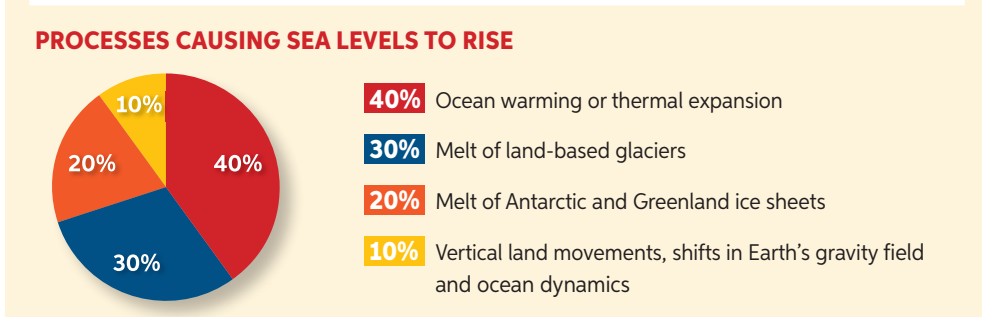 PROCESSES CAUSING SEA LEVELS TO RISE
10%
20%
40%
30%
40% Ocean warming or thermal expansion
30% Melt of land-based glaciers
20% Melt of Antarctic and Greenland ice sheets
10% Vertical land movements, shifts in Earth’s gravity field
and ocean dynamics